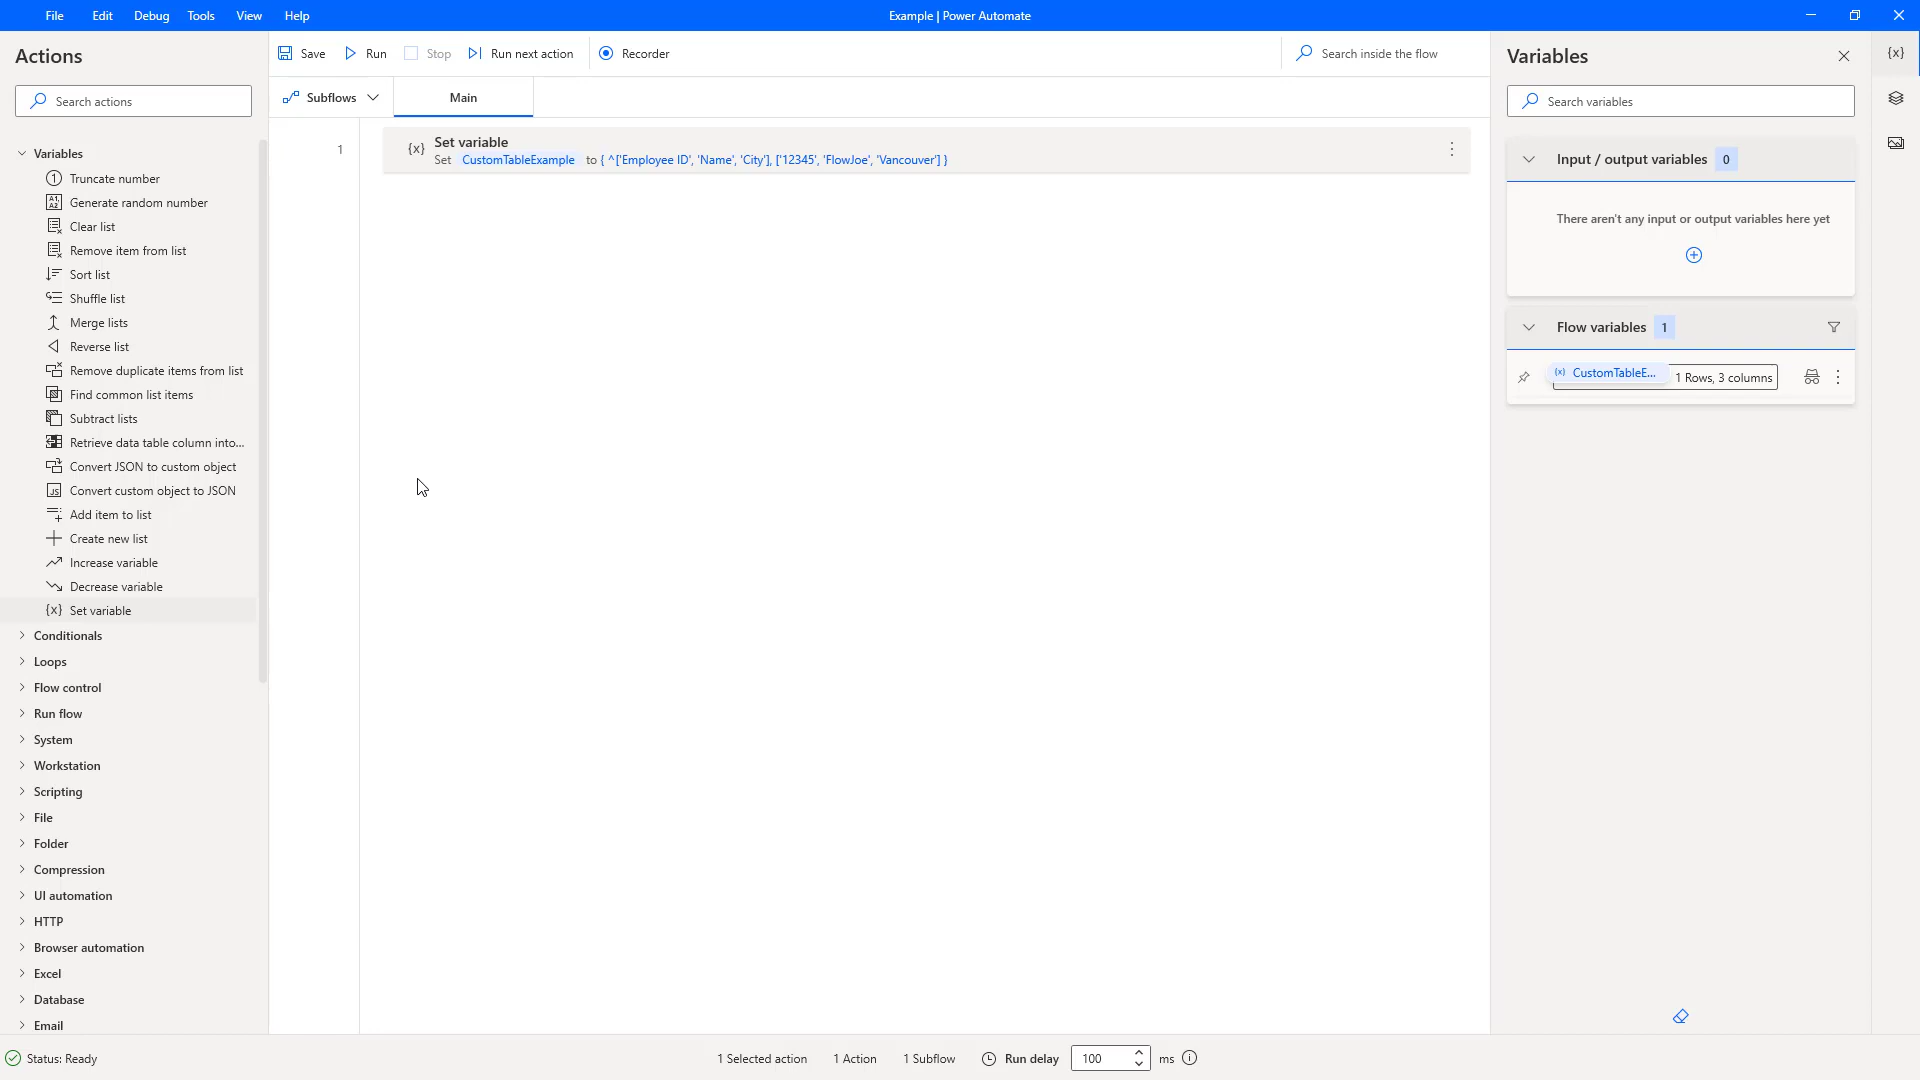 File Edit Debug Tools View Help
Example | Power Automate
Actions
Search actions
Variables
Truncate number
Generate random number
Clear list
Remove item from list
Sort list
Shuffle list
Merge lists
Reverse list
Remove duplicate items from list
Find common list items
Subtract lists
Retrieve data table column into...
Convert JSON to custom object
Convert custom object to JSON
Add item to list
Create new list
Increase variable
Decrease variable
{x} Set variable
Conditionals
Loops
Flow control
Run flow
System
Workstation
Scripting
File
Folder
Compression
UI automation
HTTP
Browser automation
Excel
Database
Email
Save Run Stop Run next action Recorder
Search inside the flow
Subflows Main
1
{x} Set variable
Set CustomTableExample to { ^['Employee ID', 'Name', 'City'], ['12345', 'FlowJoe', 'Vancouver'] }
Variables
{x}
Search variables
Input / output variables 0
There aren't any input or output variables here yet
Flow variables 1
(x) CustomTableE... 1 Rows, 3 columns
Status: Ready
1 Selected action 1 Action 1 Subflow Run delay 100 ms